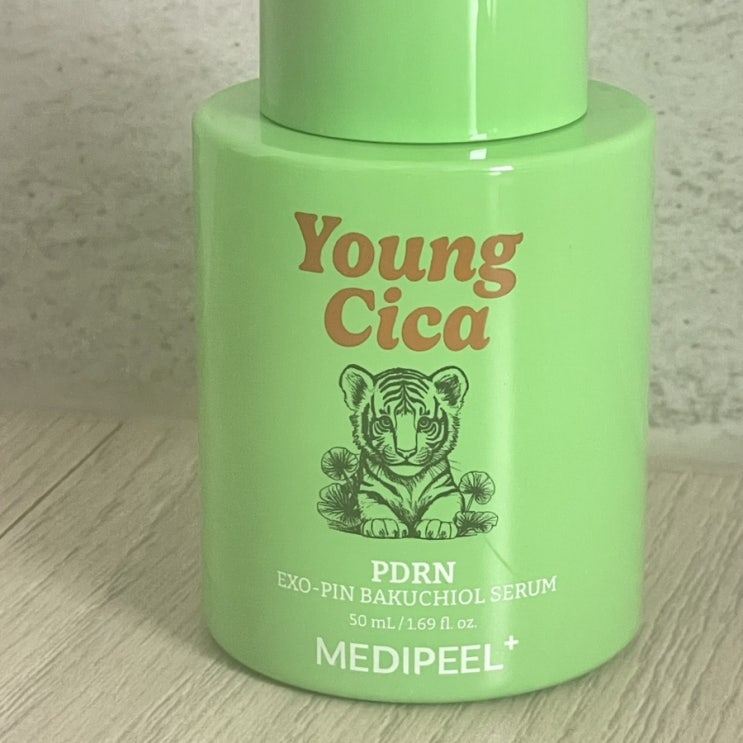 Young
Cica
PDRN
EXO-PIN BAKUCHIOL SERUM
50 mL / 1.69 fl. oz.
MEDIPEEL+